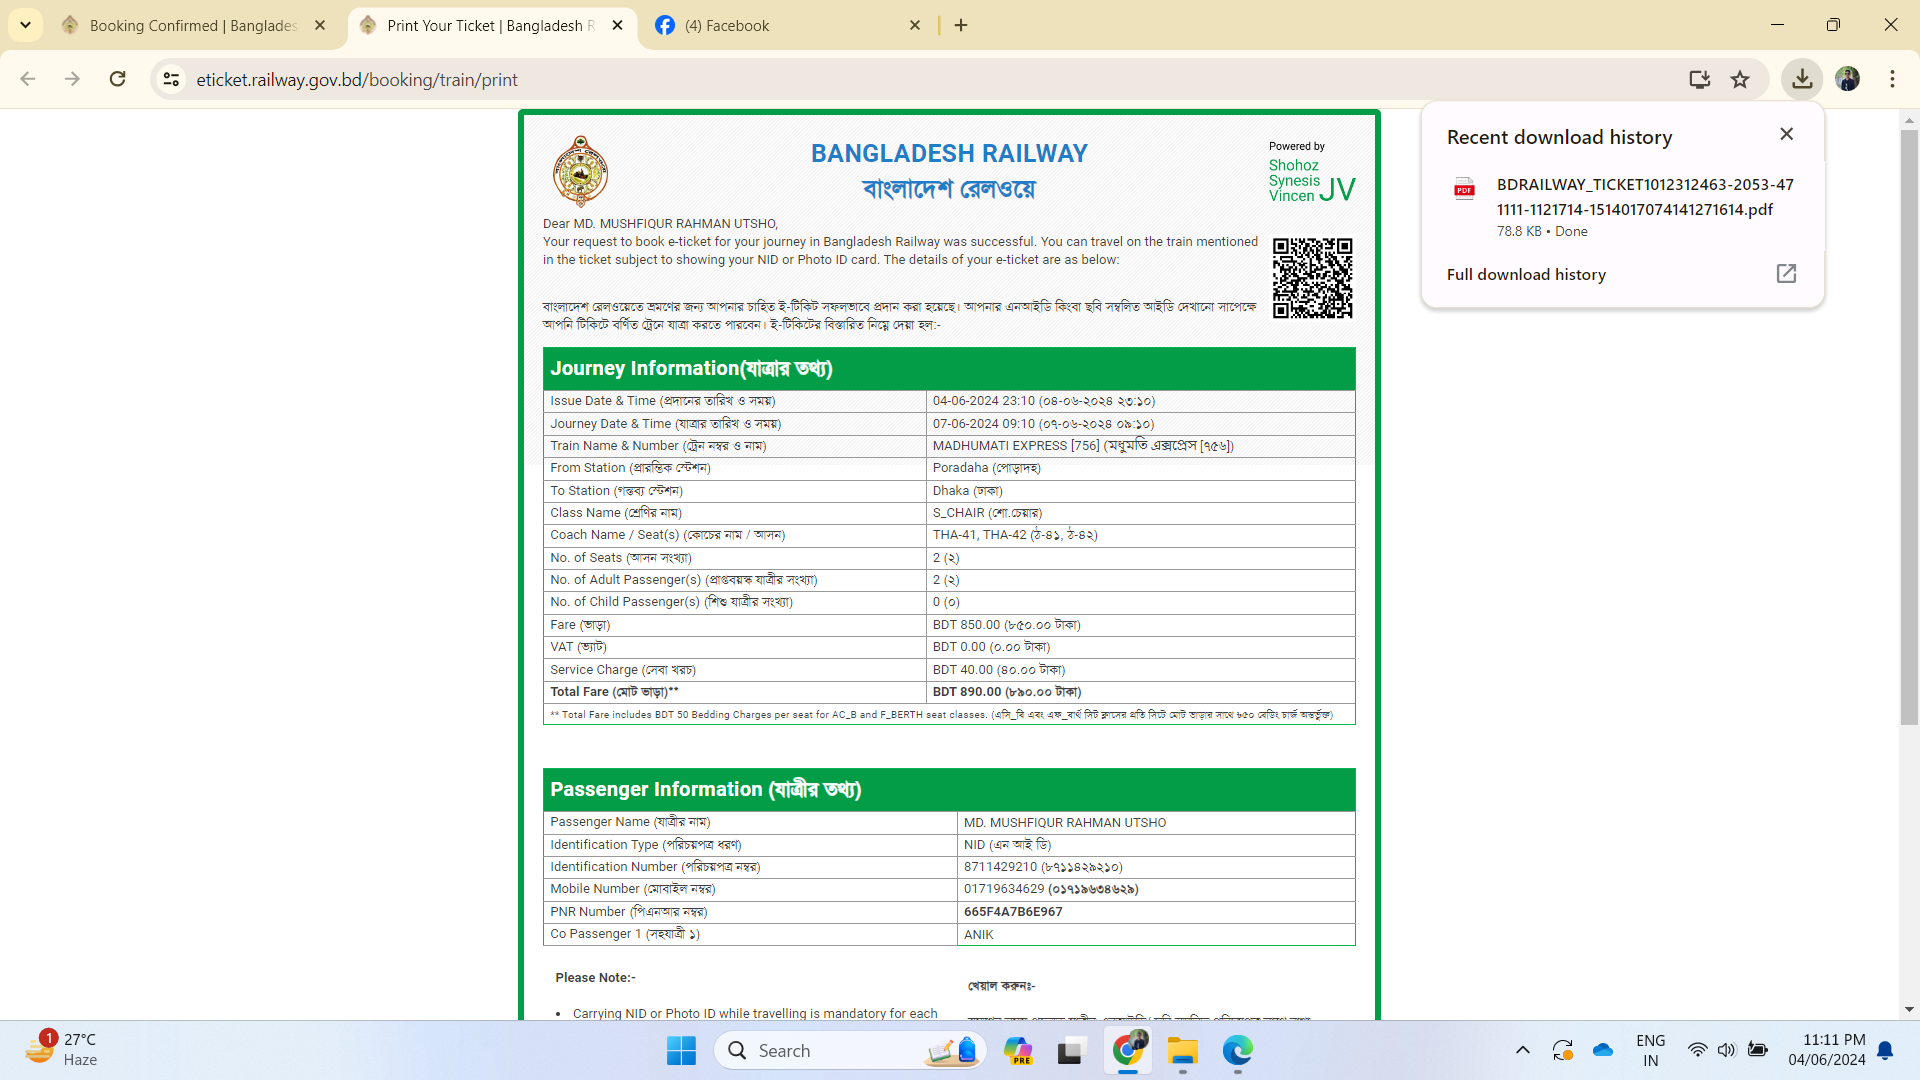 Booking Confirmed | Banglades
Print Your Ticket | Bangladesh R
(4) Facebook
eticket.railway.gov.bd/booking/train/print
Recent download history
BDRAILWAY_TICKET1012312463-2053-47
1111-1121714-1514017074141271614.pdf
78.8 KB • Done
Full download history
BANGLADESH RAILWAY
বাংলাদেশ রেলওয়ে
Powered by
Shohoz
Synesis
Vincen JV
Dear MD. MUSHFIQUR RAHMAN UTSHO,
Your request to book e-ticket for your journey in Bangladesh Railway was successful. You can travel on the train mentioned
in the ticket subject to showing your NID or Photo ID card. The details of your e-ticket are as below:
বাংলাদেশ রেলওয়েতে ভ্রমণের জন্য আপনার চাহিত ই-টিকিট সফলভাবে প্রদান করা হয়েছে। আপনার এনআইডি কিংবা ছবি সম্বলিত আইডি দেখানো সাপেক্ষে
আপনি টিকিটে বর্ণিত ট্রেনে যাত্রা করতে পারবেন। ই-টিকিটের বিস্তারিত নিম্নে দেয়া হল:-
Journey Information(যাত্রার তথ্য)
Issue Date & Time (প্রদানের তারিখ ও সময়) 04-06-2024 23:10 (০৪-০৬-২০২৪ ২৩:১০)
Journey Date & Time (যাত্রার তারিখ ও সময়) 07-06-2024 09:10 (০৭-০৬-২০২৪ ০৯:১০)
Train Name & Number (ট্রেন নম্বর ও নাম) MADHUMATI EXPRESS [756] (মধুমতি এক্সপ্রেস [৭৫৬])
From Station (প্রারম্ভিক স্টেশন) Poradaha (পোড়াদহ)
To Station (গন্তব্য স্টেশন) Dhaka (ঢাকা)
Class Name (শ্রেণির নাম) S_CHAIR (শো.চেয়ার)
Coach Name / Seat(s) (কোচের নাম / আসন) THA-41, THA-42 (ঠ-৪১, ঠ-৪২)
No. of Seats (আসন সংখ্যা) 2 (২)
No. of Adult Passenger(s) (প্রাপ্তবয়স্ক যাত্রীর সংখ্যা) 2 (২)
No. of Child Passenger(s) (শিশু যাত্রীর সংখ্যা) 0 (০)
Fare (ভাড়া) BDT 850.00 (৮৫০.০০ টাকা)
VAT (ভ্যাট) BDT 0.00 (০.০০ টাকা)
Service Charge (সেবা খরচ) BDT 40.00 (৪০.০০ টাকা)
Total Fare (মোট ভাড়া)** BDT 890.00 (৮৯০.০০ টাকা)
** Total Fare includes BDT 50 Bedding Charges per seat for AC_B and F_BERTH seat classes. (এসি_বি এবং এফ_বার্থ সিট ক্লাসের প্রতি সিটে মোট ভাড়ার সাথে ৳৫০ বেডিং চার্জ অন্তর্ভুক্ত)
Passenger Information (যাত্রীর তথ্য)
Passenger Name (যাত্রীর নাম) MD. MUSHFIQUR RAHMAN UTSHO
Identification Type (পরিচয়পত্র ধরণ) NID (এন আই ডি)
Identification Number (পরিচয়পত্র নম্বর) 8711429210 (৮৭১১৪২৯২১০)
Mobile Number (মোবাইল নম্বর) 01719634629 (০১৭১৯৬৩৪৬২৯)
PNR Number (পিএনআর নম্বর) 665F4A7B6E967
Co Passenger 1 (সহযাত্রী ১) ANIK
Please Note:-
খেয়াল করুনঃ-
• Carrying NID or Photo ID while travelling is mandatory for each
1
27°C
Haze
Search
PRE
ENG
IN
11:11 PM
04/06/2024